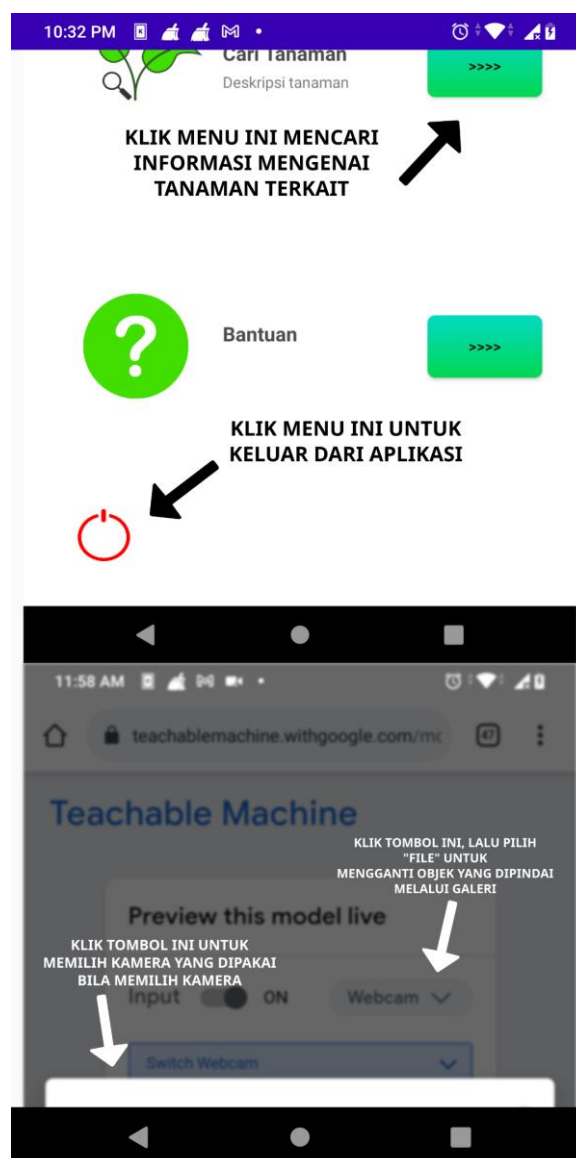 10:32 PM
Cari Tanaman
Deskripsi tanaman
>>>>
KLIK MENU INI MENCARI
INFORMASI MENGENAI
TANAMAN TERKAIT
Bantuan
>>>>
KLIK MENU INI UNTUK
KELUAR DARI APLIKASI
11:58 AM
teachablemachine.withgoogle.com/mo
47
Teachable Machine
KLIK TOMBOL INI, LALU PILIH
"FILE" UNTUK
MENGGANTI OBJEK YANG DIPINDAI
MELALUI GALERI
Preview this model live
KLIK TOMBOL INI UNTUK
MEMILIH KAMERA YANG DIPAKAI
BILA MEMILIH KAMERA
Input ON Webcam
Switch Webcam